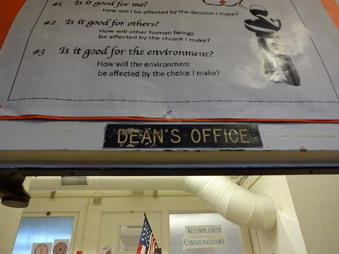 #1 Is it good for me?
How will I be affected by the decision I make?
#2 Is it good for others?
How will other human beings
be affected by the choice I make?
#3 Is it good for the environment?
How will the environment
be affected by the choice I make?
DEAN'S OFFICE
ACCOMPLISHED
COMMUNICATORS